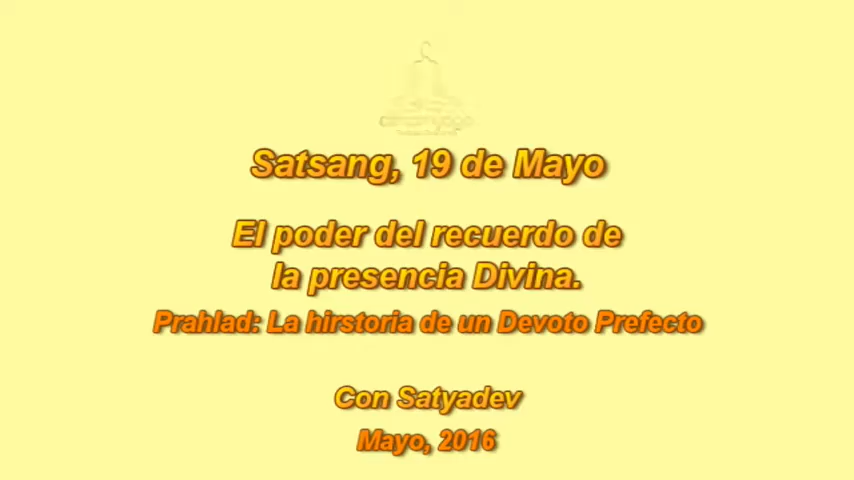 Satsang, 19 de Mayo
El poder del recuerdo de
la presencia Divina.
Prahlad: La hirstoria de un Devoto Prefecto
Con Satyadev
Mayo, 2016